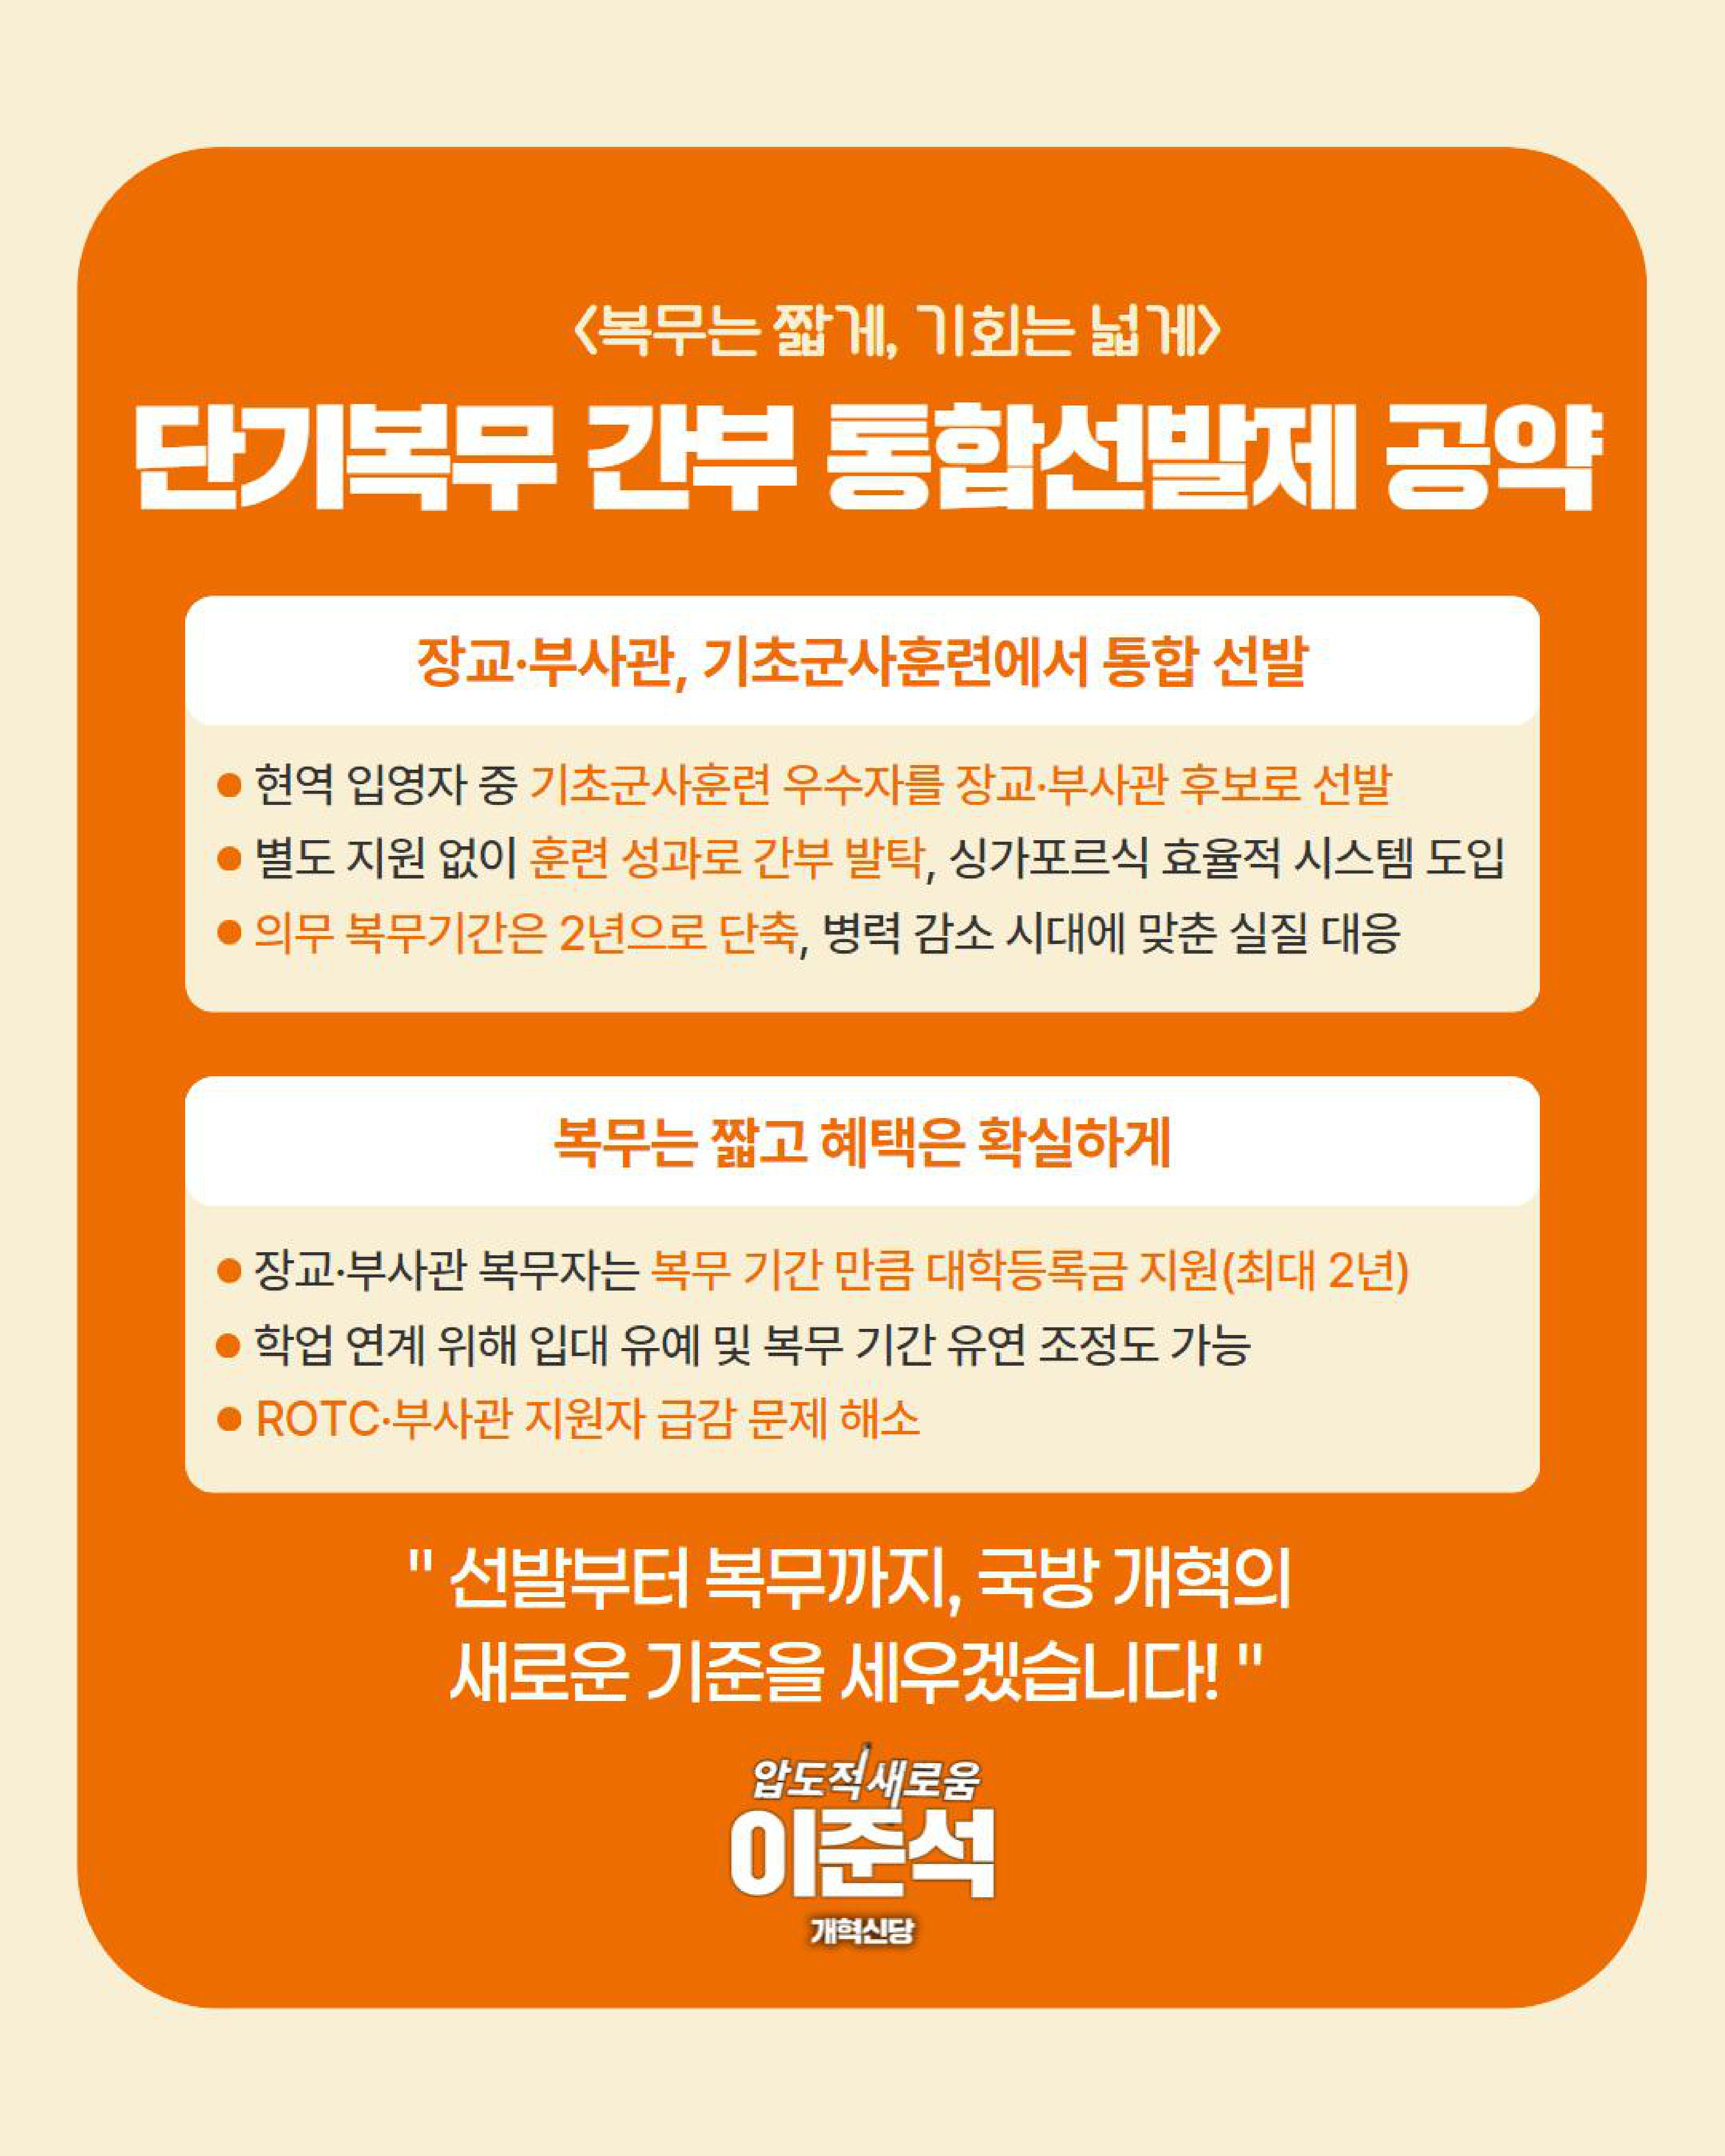 〈복무는 짧게, 기회는 넓게〉
단기복무 간부 통합선발제 공약
장교·부사관, 기초군사훈련에서 통합 선발
● 현역 입영자 중 기초군사훈련 우수자를 장교·부사관 후보로 선발
● 별도 지원 없이 훈련 성과로 간부 발탁, 싱가포르식 효율적 시스템 도입
● 의무 복무기간은 2년으로 단축, 병력 감소 시대에 맞춘 실질 대응
복무는 짧고 혜택은 확실하게
● 장교·부사관 복무자는 복무 기간 만큼 대학등록금 지원(최대 2년)
● 학업 연계 위해 입대 유예 및 복무 기간 유연 조정도 가능
● ROTC·부사관 지원자 급감 문제 해소
" 선발부터 복무까지, 국방 개혁의
새로운 기준을 세우겠습니다! "
압도적 새로움
이준석
개혁신당